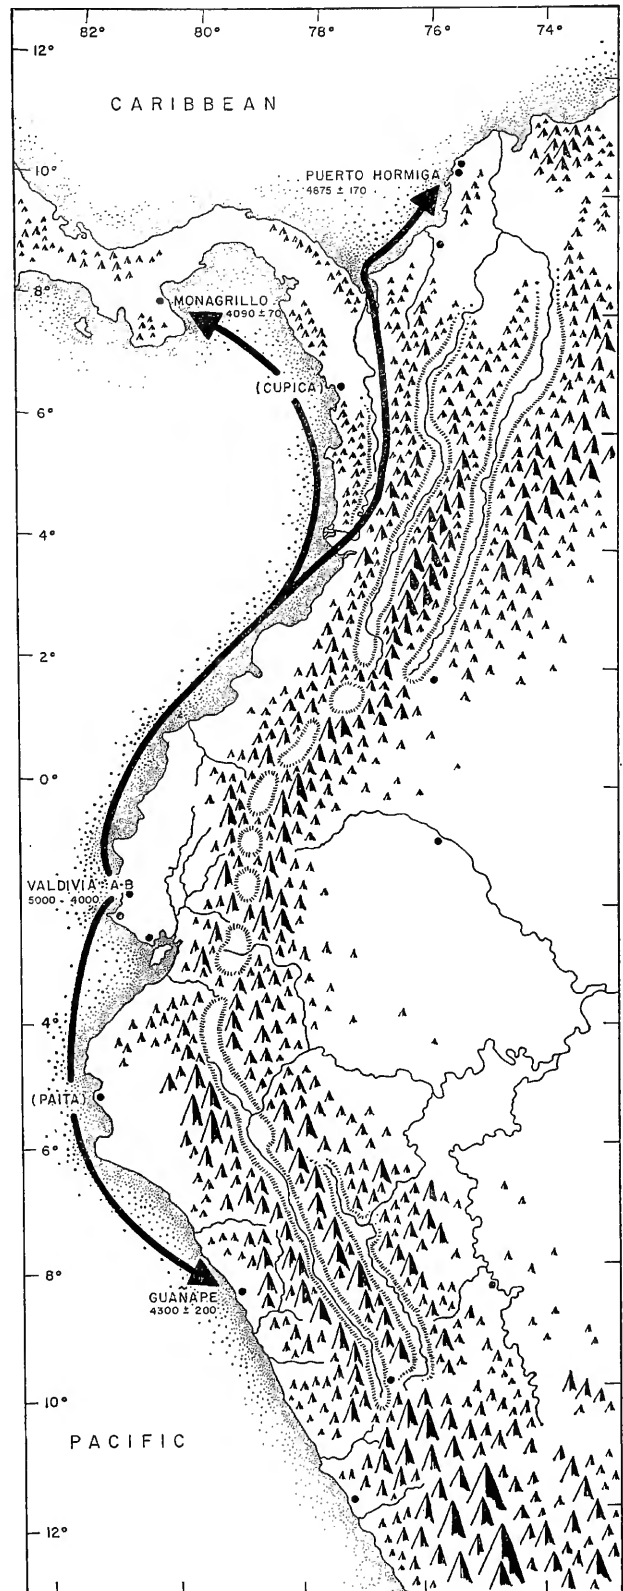 82° 80° 78° 76° 74°
12°
CARIBBEAN
10°
PUERTO HORMIGA
4875 ± 170
8°
MONAGRILLO
4090 ± 70
(CUPICA)
6°
4°
2°
0°
VALDIVIA A-B
5000 - 4000
4°
(PAITA)
6°
8°
GUAÑAPE
4300 ± 200
10°
PACIFIC
12°